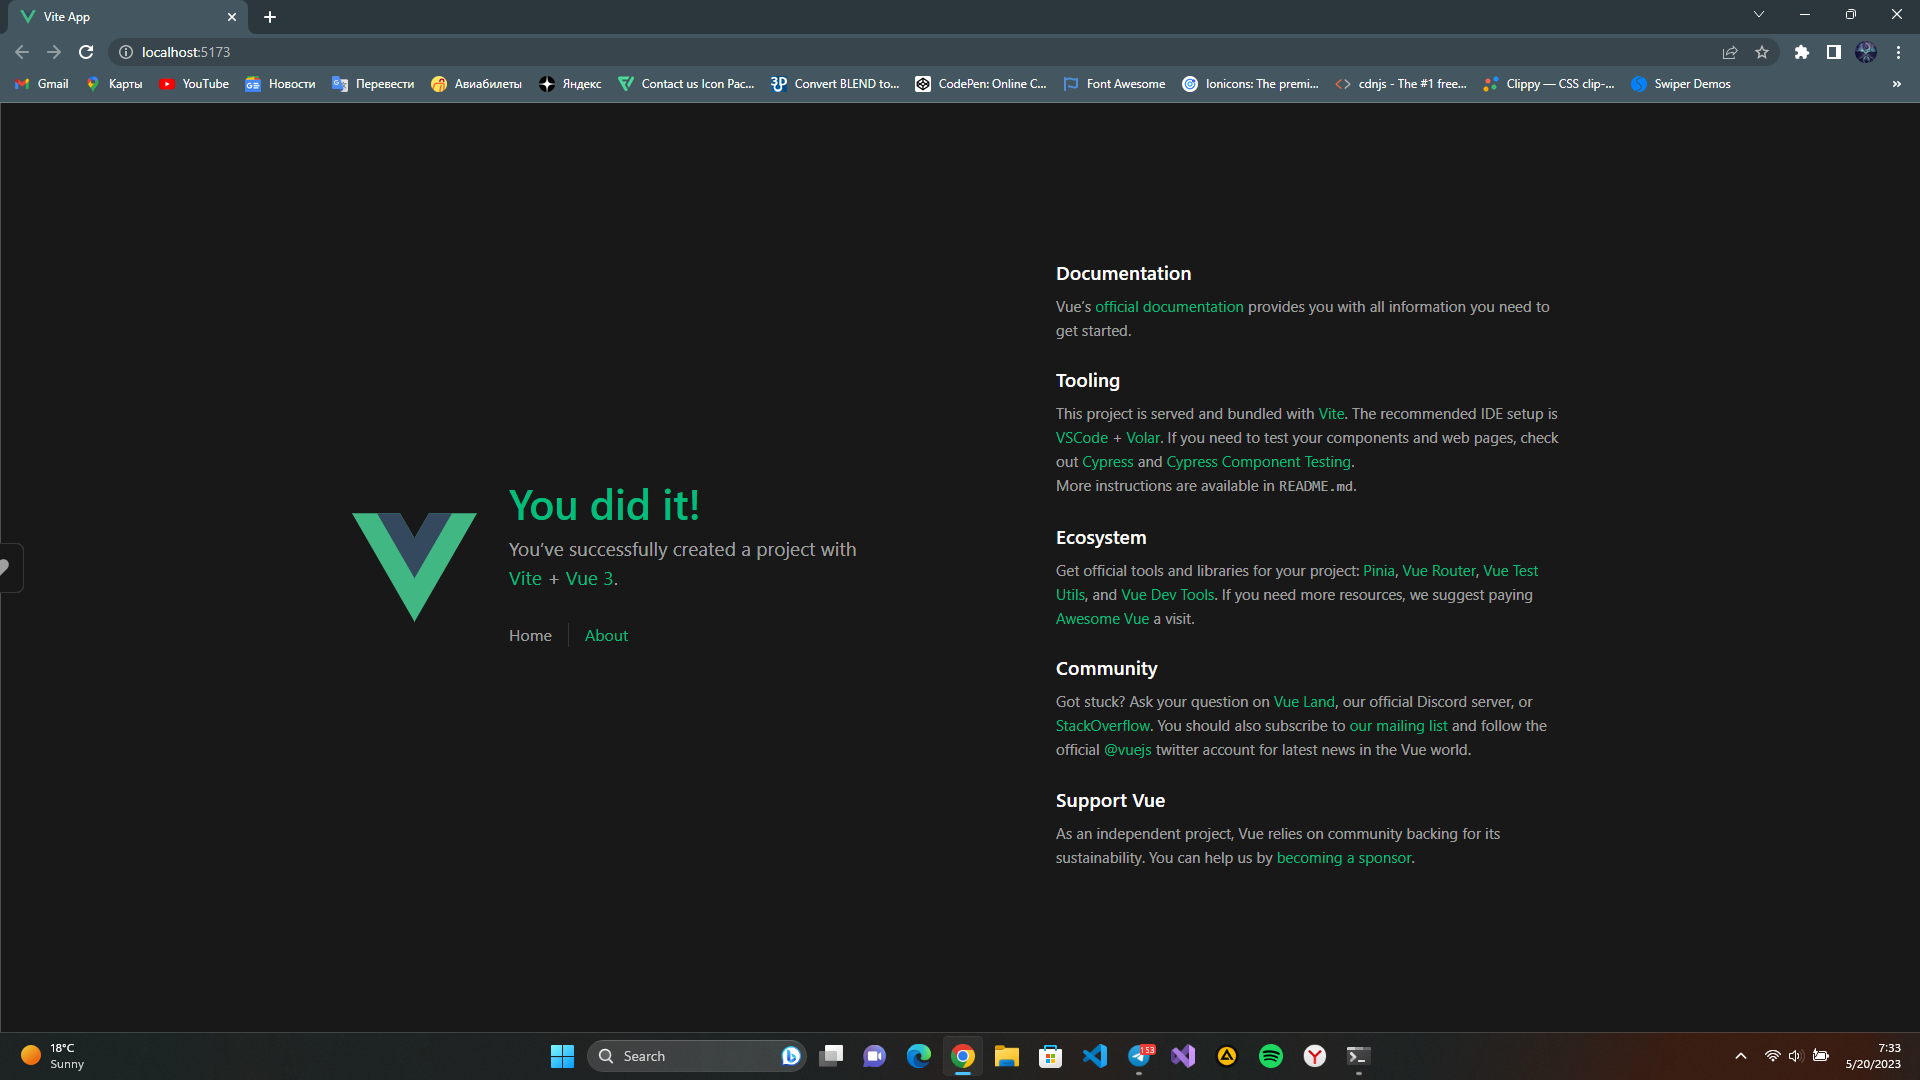 Vite App
localhost:5173
Gmail Карты YouTube Новости Перевести Авиабилеты Яндекс Contact us Icon Pac... 3D Convert BLEND to... CodePen: Online C... Font Awesome Ionicons: The premi... cdnjs - The #1 free... Clippy — CSS clip-... Swiper Demos »
You did it!
You’ve successfully created a project with
Vite + Vue 3.
Home About
Documentation
Vue’s official documentation provides you with all information you need to
get started.
Tooling
This project is served and bundled with Vite. The recommended IDE setup is
VSCode + Volar. If you need to test your components and web pages, check
out Cypress and Cypress Component Testing.
More instructions are available in README.md.
Ecosystem
Get official tools and libraries for your project: Pinia, Vue Router, Vue Test
Utils, and Vue Dev Tools. If you need more resources, we suggest paying
Awesome Vue a visit.
Community
Got stuck? Ask your question on Vue Land, our official Discord server, or
StackOverflow. You should also subscribe to our mailing list and follow the
official @vuejs twitter account for latest news in the Vue world.
Support Vue
As an independent project, Vue relies on community backing for its
sustainability. You can help us by becoming a sponsor.
18°C
Sunny
Search
153
7:33
5/20/2023